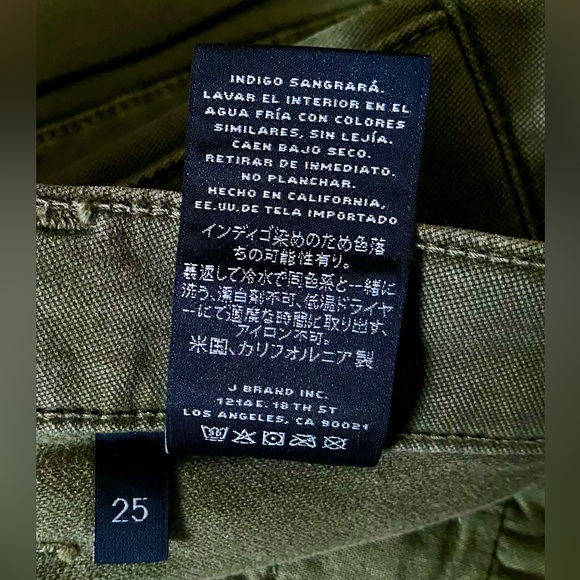 INDIGO SANGRARÁ.
LAVAR EL INTERIOR EN EL
AGUA FRÍA CON COLORES
SIMILARES, SIN LEJÍA.
CAEN BAJO SECO.
RETIRAR DE INMEDIATO.
NO PLANCHAR.
HECHO EN CALIFORNIA,
EE.UU. DE TELA IMPORTADO
インディゴ染めのため色落
ちの可能性有り。
裏返して冷水で同色系と一緒に
洗う、漂白剤不可、低温ドライヤ
ーにて適度な時間に取り出す、
アイロン不可。
米国、カリフォルニア製
J BRAND INC.
1214 E. 18TH ST
LOS ANGELES, CA 90021
25